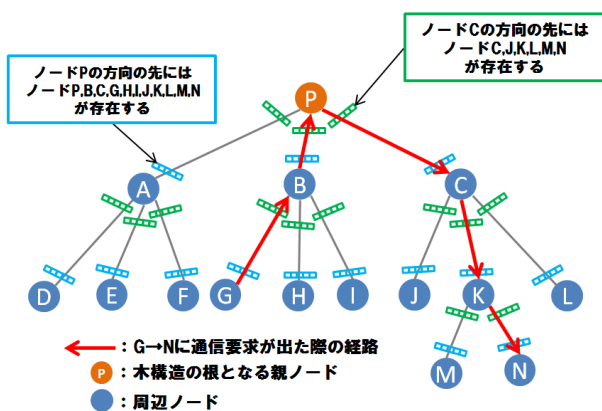 ノードPの方向の先には
ノードP,B,C,G,H,I,J,K,L,M,N
が存在する
ノードCの方向の先には
ノードC,J,K,L,M,N
が存在する
P
A
B
C
D
E
F
G
H
I
J
K
L
M
N
：G→Nに通信要求が出た際の経路
P
：木構造の根となる親ノード
：周辺ノード